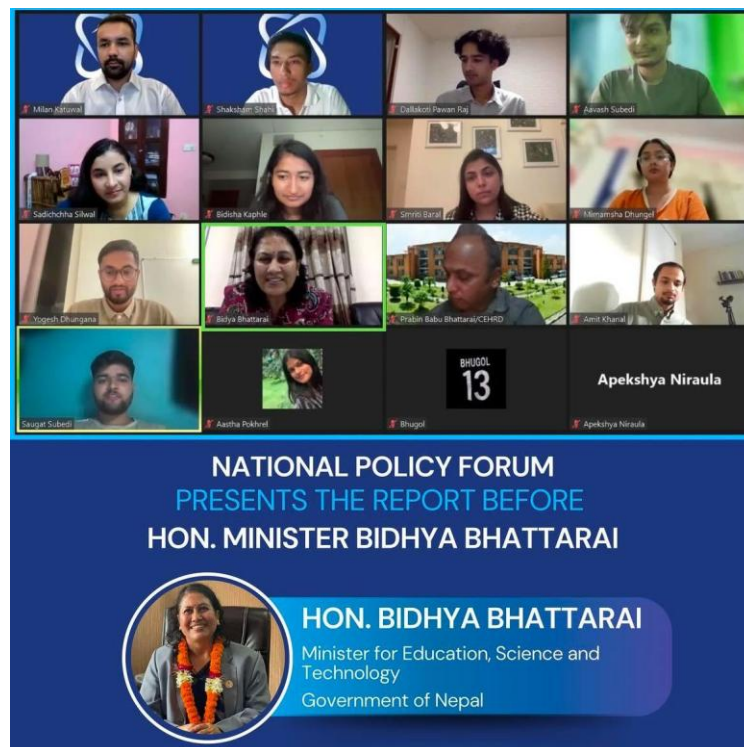 Milan Katuwal
Shaksham Shahi
Dallakoti Pawan Raj
Aavash Subedi
Sadichchha Silwal
Bidisha Kaphle
Smriti Baral
Mimamsha Dhungel
Yogesh Dhungana
Bidya Bhattarai
Prabin Babu Bhattarai/CEHRD
Amit Khanal
Saugat Subedi
Aastha Pokhrel
BHUGOL
13
Bhugol
Apekshya Niraula
Apekshya Niraula
NATIONAL POLICY FORUM
PRESENTS THE REPORT BEFORE
HON. MINISTER BIDHYA BHATTARAI
HON. BIDHYA BHATTARAI
Minister for Education, Science and
Technology
Government of Nepal